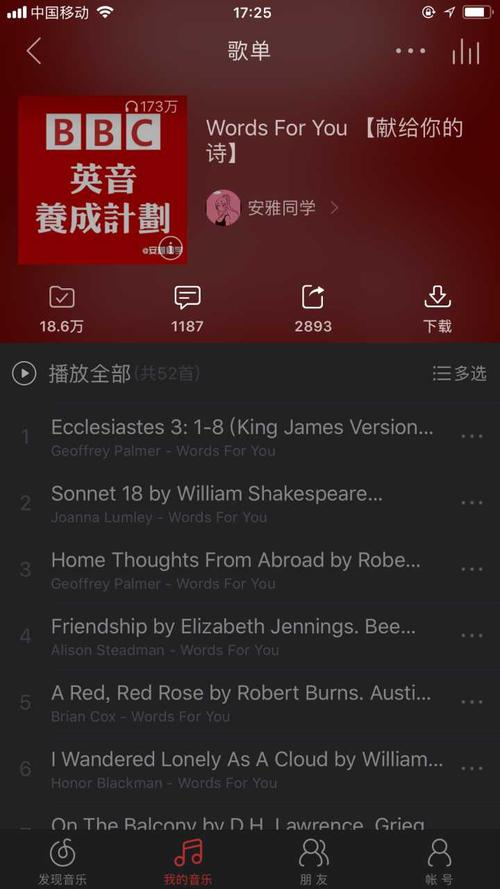 中国移动
17:25
歌单
173万
BBC
英音
養成計劃
Words For You 【献给你的
诗】
安雅同学
18.6万
1187
2893
下载
播放全部(共52首)
多选
1
Ecclesiastes 3: 1-8 (King James Version...
Geoffrey Palmer - Words For You
2
Sonnet 18 by William Shakespeare...
Joanna Lumley - Words For You
3
Home Thoughts From Abroad by Robe...
Geoffrey Palmer - Words For You
4
Friendship by Elizabeth Jennings. Bee...
Alison Steadman - Words For You
5
A Red, Red Rose by Robert Burns. Austi...
Brian Cox - Words For You
6
I Wandered Lonely As A Cloud by William...
Honor Blackman - Words For You
On The Balcony by D.H. Lawrence. Grieg
发现音乐
我的音乐
朋友
帐号